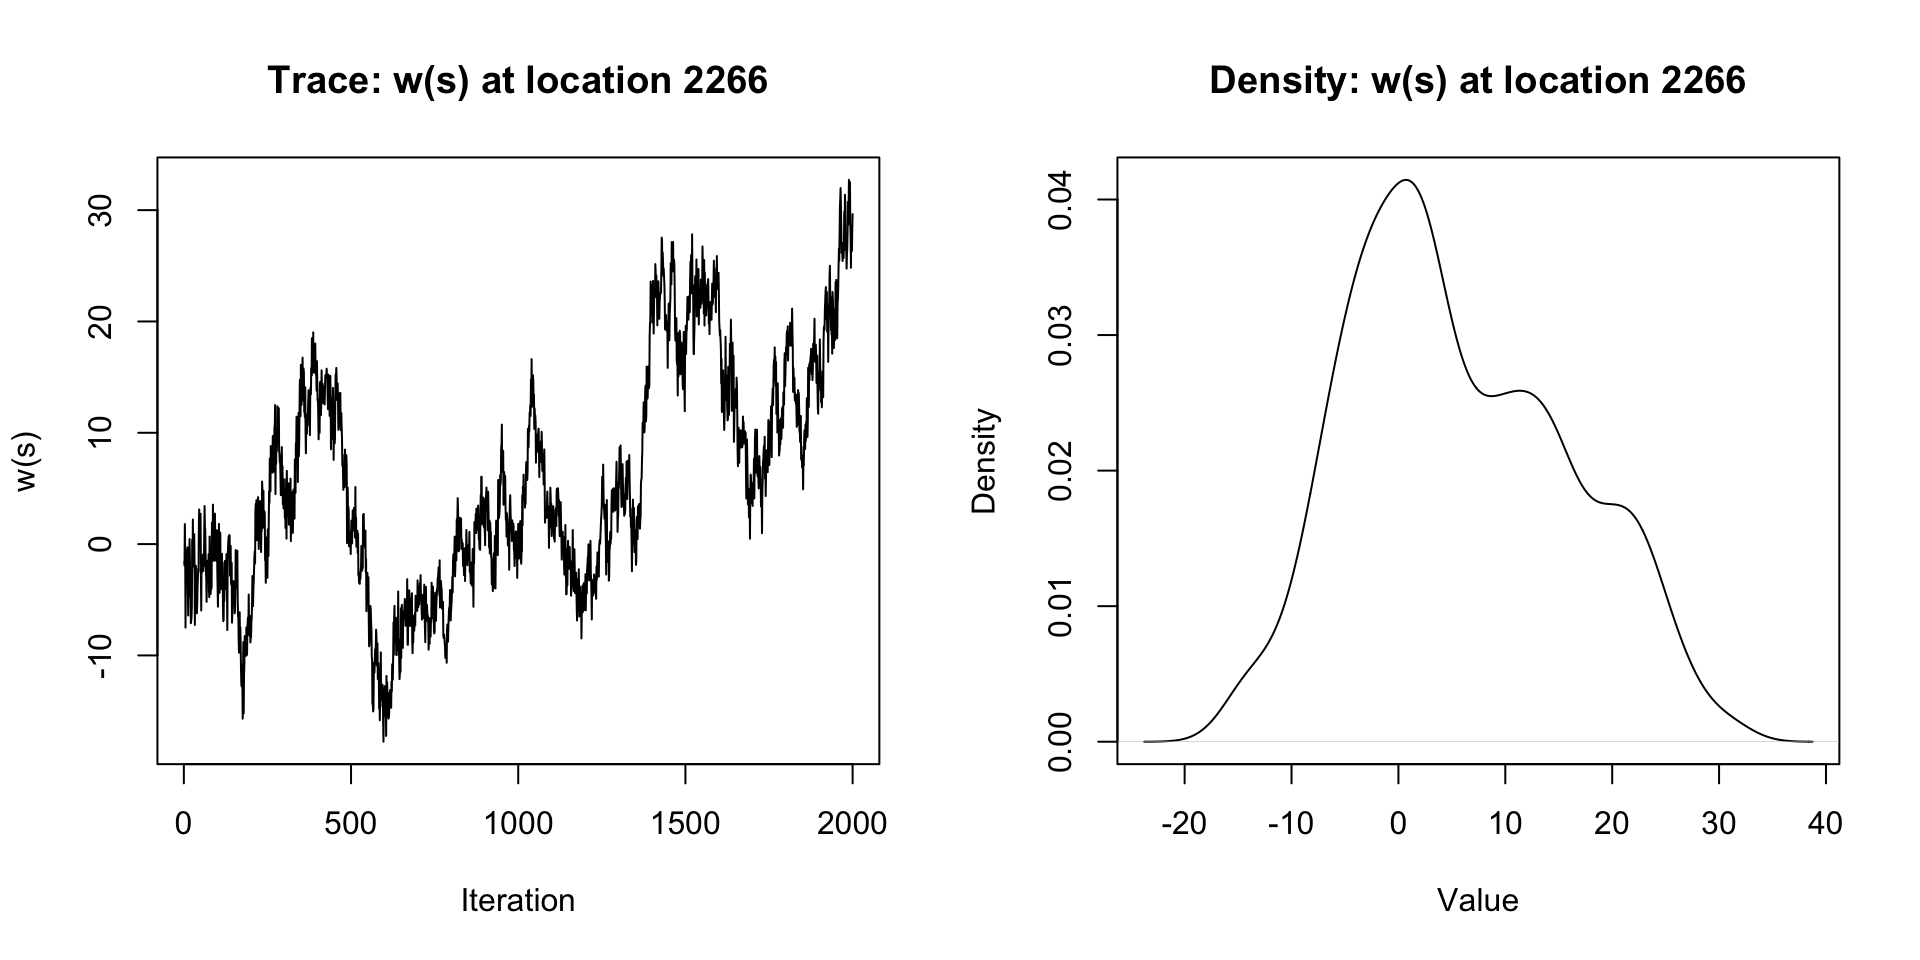 Trace: w(s) at location 2266
w(s)
30
20
10
0
-10
0 500 1000 1500 2000
Iteration
Density: w(s) at location 2266
Density
0.04
0.03
0.02
0.01
0.00
-20 -10 0 10 20 30 40
Value